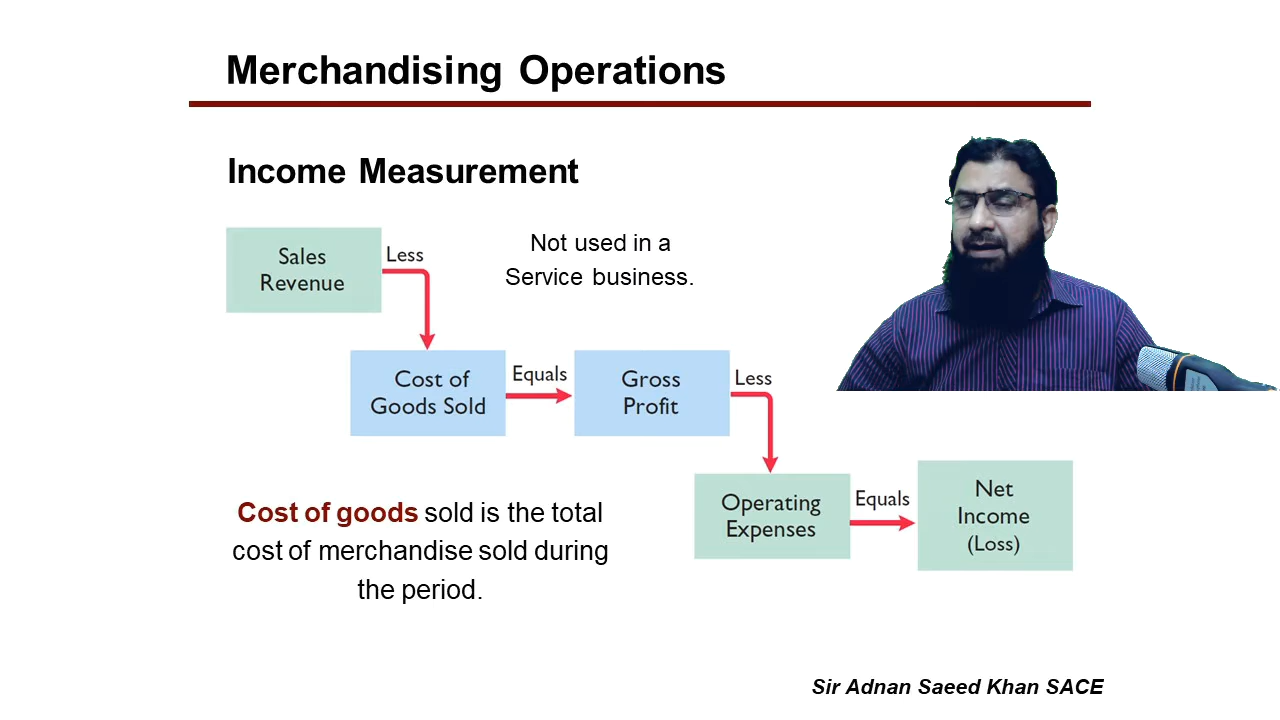 Merchandising Operations
Income Measurement
Sales
Revenue
Less
Not used in a
Service business.
Cost of
Goods Sold
Equals
Gross
Profit
Less
Operating
Expenses
Equals
Net
Income
(Loss)
Cost of goods sold is the total
cost of merchandise sold during
the period.
Sir Adnan Saeed Khan SACE